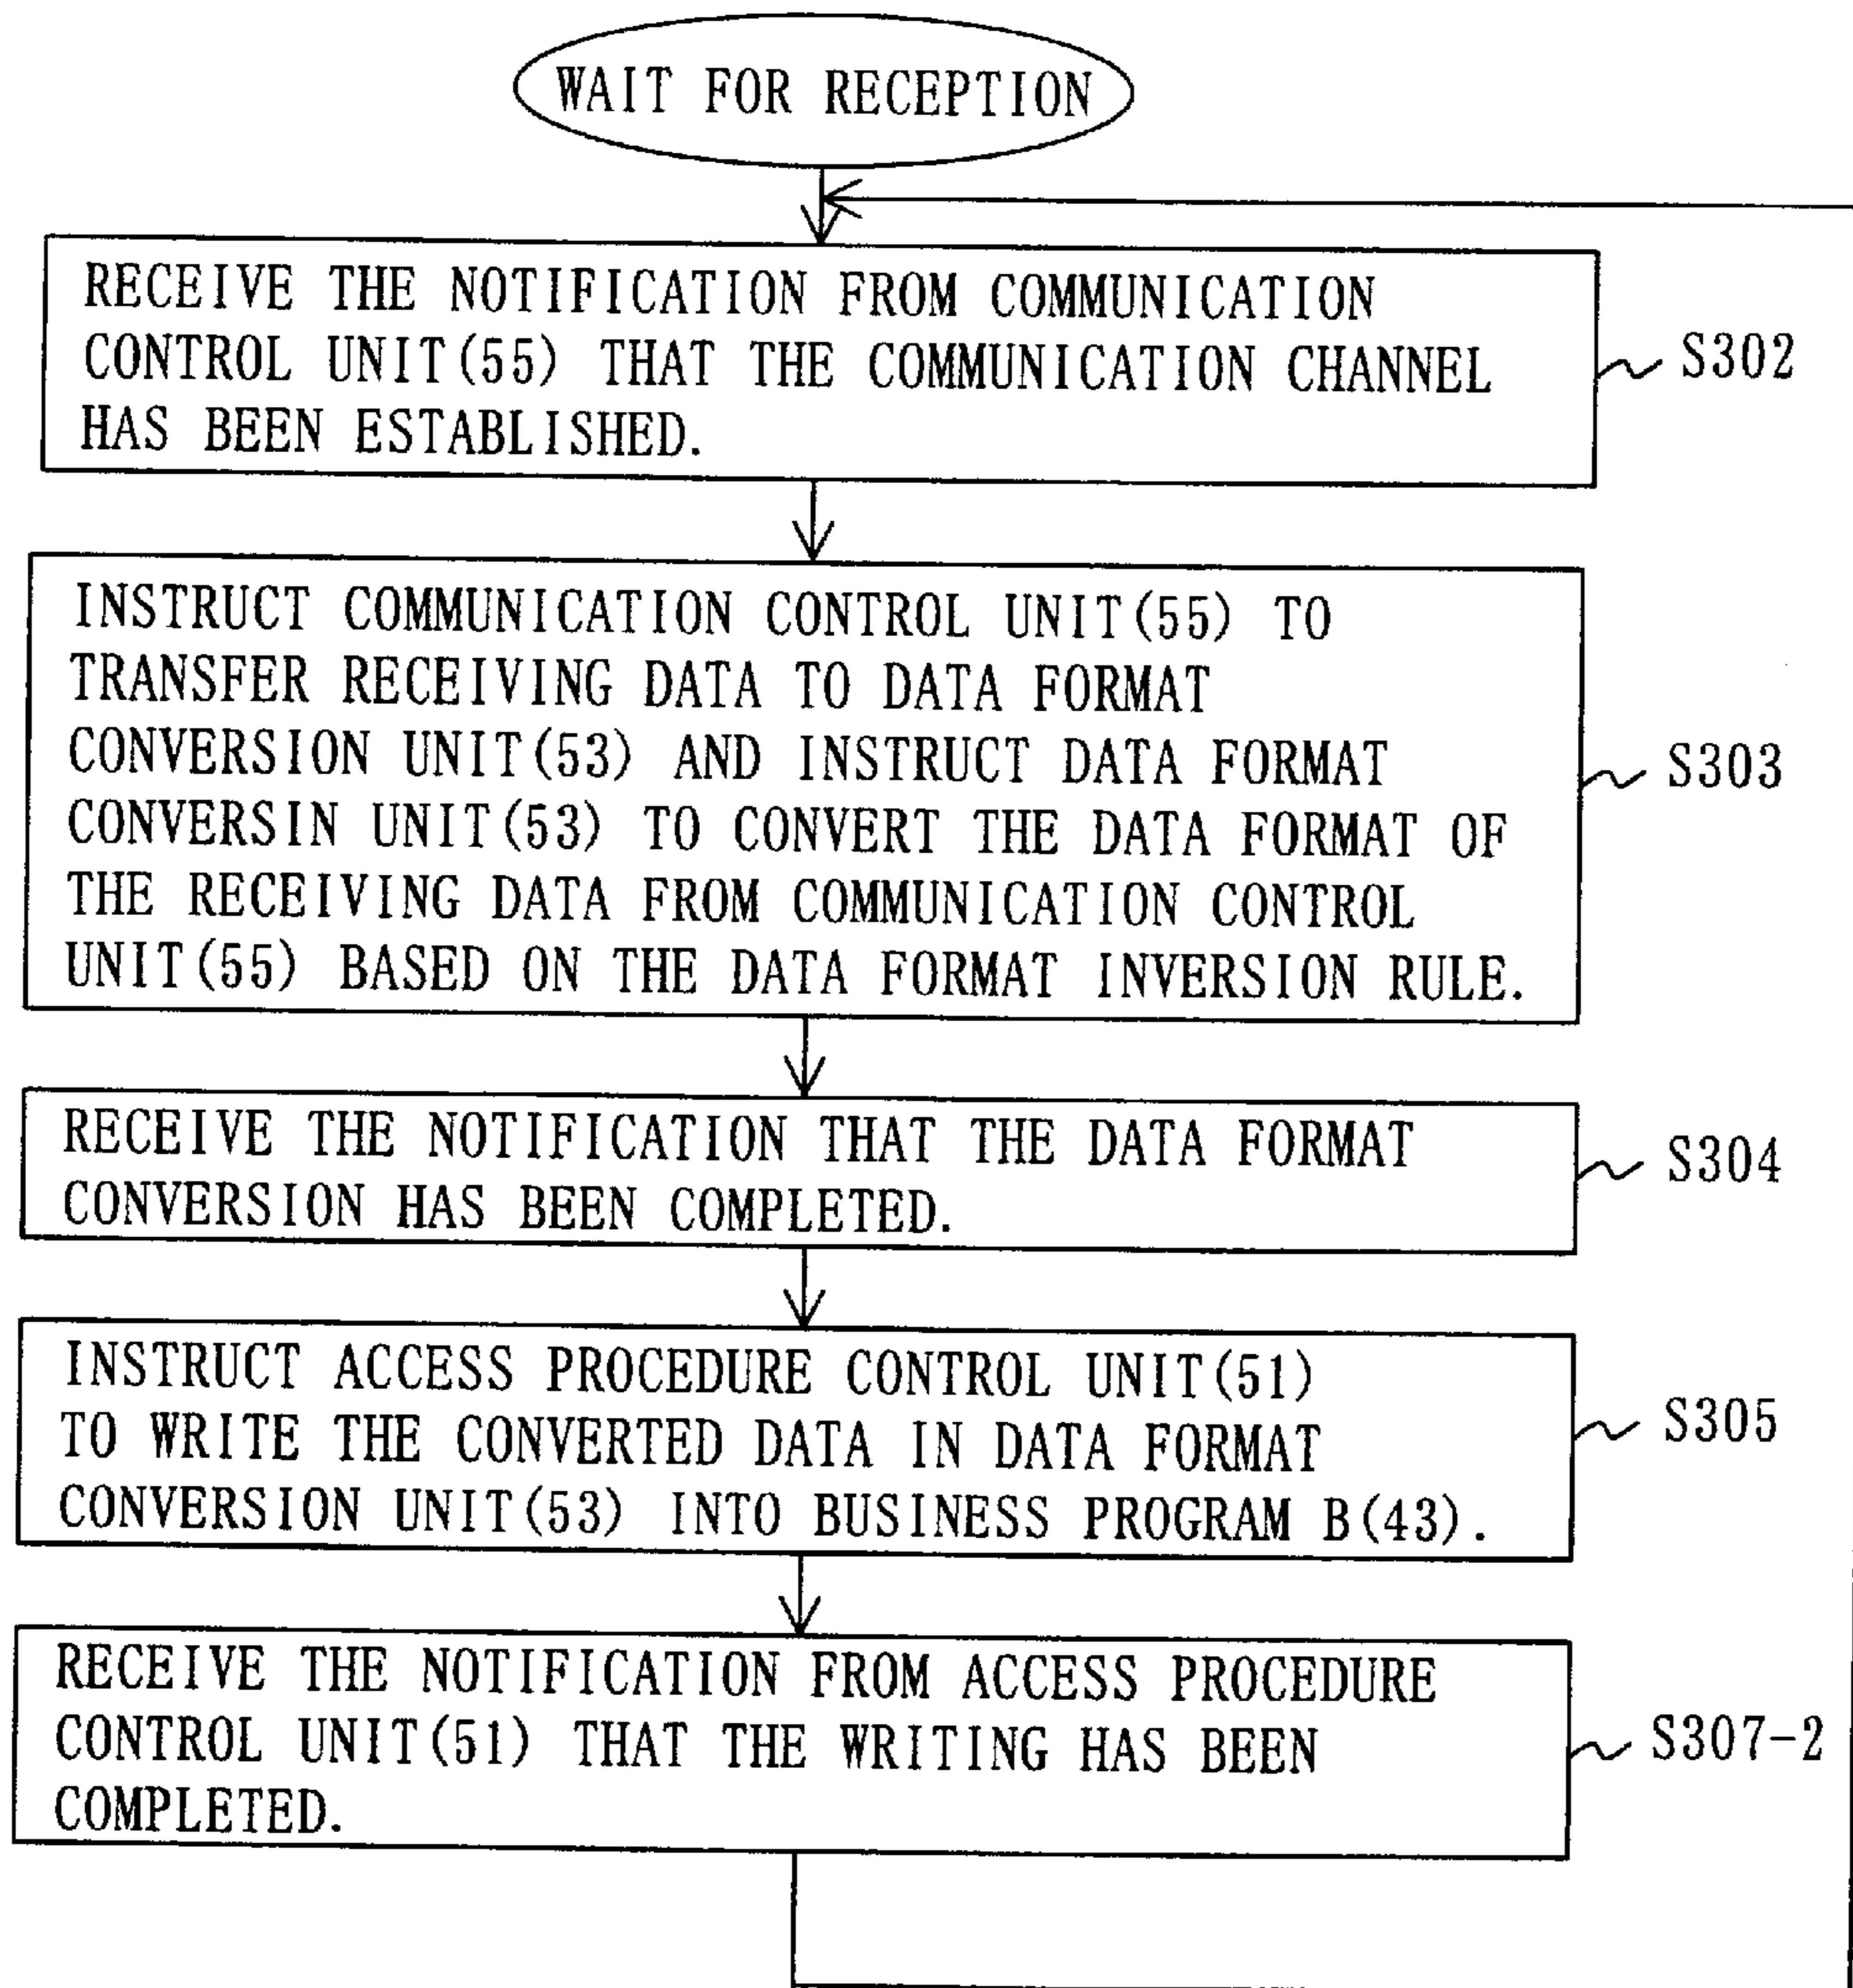 WAIT FOR RECEPTION
RECEIVE THE NOTIFICATION FROM COMMUNICATION
CONTROL UNIT(55) THAT THE COMMUNICATION CHANNEL
HAS BEEN ESTABLISHED.
S302
INSTRUCT COMMUNICATION CONTROL UNIT(55) TO
TRANSFER RECEIVING DATA TO DATA FORMAT
CONVERSION UNIT(53) AND INSTRUCT DATA FORMAT
CONVERSIN UNIT(53) TO CONVERT THE DATA FORMAT OF
THE RECEIVING DATA FROM COMMUNICATION CONTROL
UNIT(55) BASED ON THE DATA FORMAT INVERSION RULE.
S303
RECEIVE THE NOTIFICATION THAT THE DATA FORMAT
CONVERSION HAS BEEN COMPLETED.
S304
INSTRUCT ACCESS PROCEDURE CONTROL UNIT(51)
TO WRITE THE CONVERTED DATA IN DATA FORMAT
CONVERSION UNIT(53) INTO BUSINESS PROGRAM B(43).
S305
RECEIVE THE NOTIFICATION FROM ACCESS PROCEDURE
CONTROL UNIT(51) THAT THE WRITING HAS BEEN
COMPLETED.
S307-2